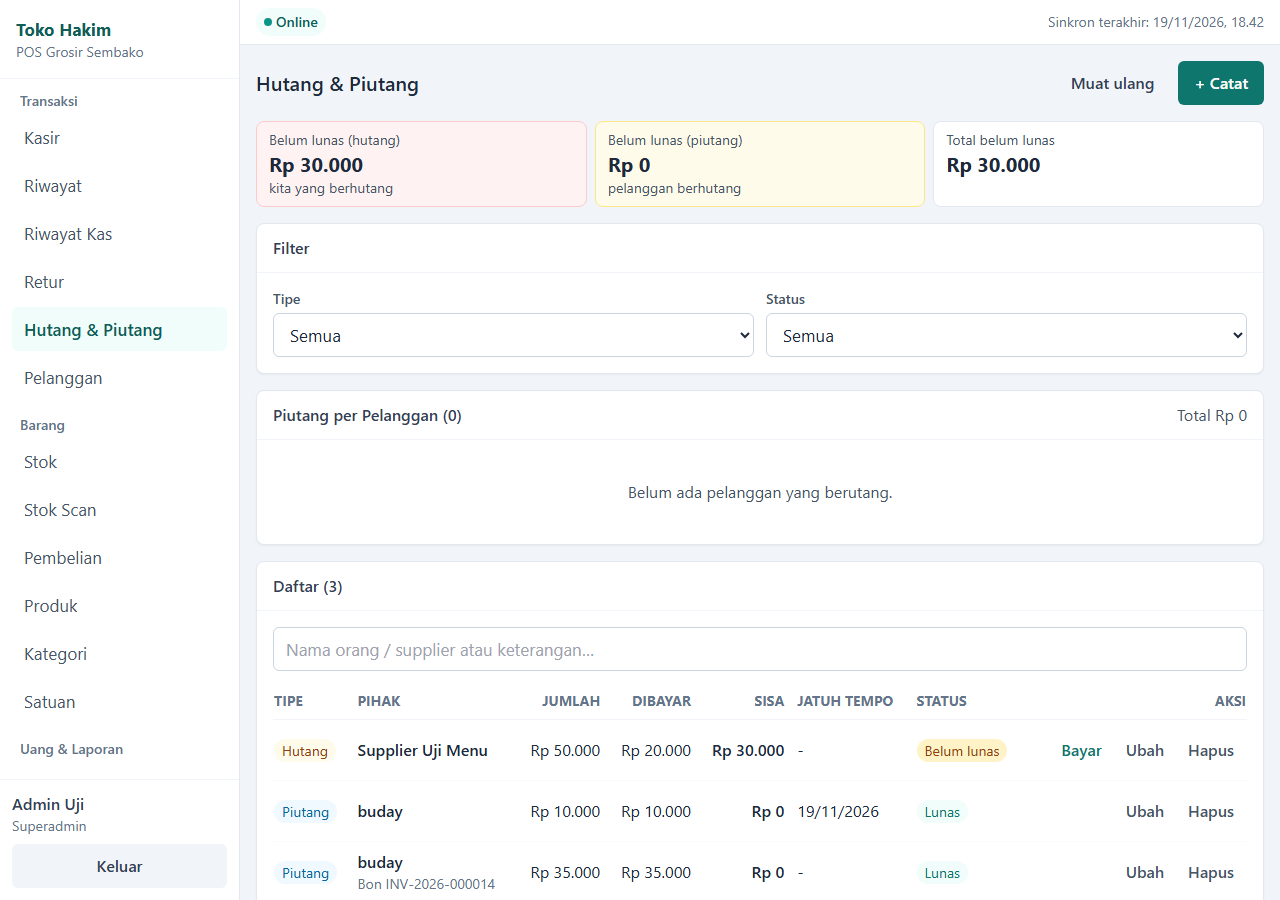 Toko Hakim
POS Grosir Sembako
Transaksi
Kasir
Riwayat
Riwayat Kas
Retur
Hutang & Piutang
Pelanggan
Barang
Stok
Stok Scan
Pembelian
Produk
Kategori
Satuan
Uang & Laporan
Admin Uji
Superadmin
Keluar
Online
Sinkron terakhir: 19/11/2026, 18.42
Hutang & Piutang
Muat ulang
+ Catat
Belum lunas (hutang)
Rp 30.000
kita yang berhutang
Belum lunas (piutang)
Rp 0
pelanggan berhutang
Total belum lunas
Rp 30.000
Filter
Tipe
Semua
Status
Semua
Piutang per Pelanggan (0)
Total Rp 0
Belum ada pelanggan yang berutang.
Daftar (3)
Nama orang / supplier atau keterangan...
TIPE PIHAK JUMLAH DIBAYAR SISA JATUH TEMPO STATUS AKSI
Hutang Supplier Uji Menu Rp 50.000 Rp 20.000 Rp 30.000 - Belum lunas Bayar Ubah Hapus
Piutang buday Rp 10.000 Rp 10.000 Rp 0 19/11/2026 Lunas Ubah Hapus
Piutang buday Rp 35.000 Rp 35.000 Rp 0 - Lunas Ubah Hapus
Bon INV-2026-000014